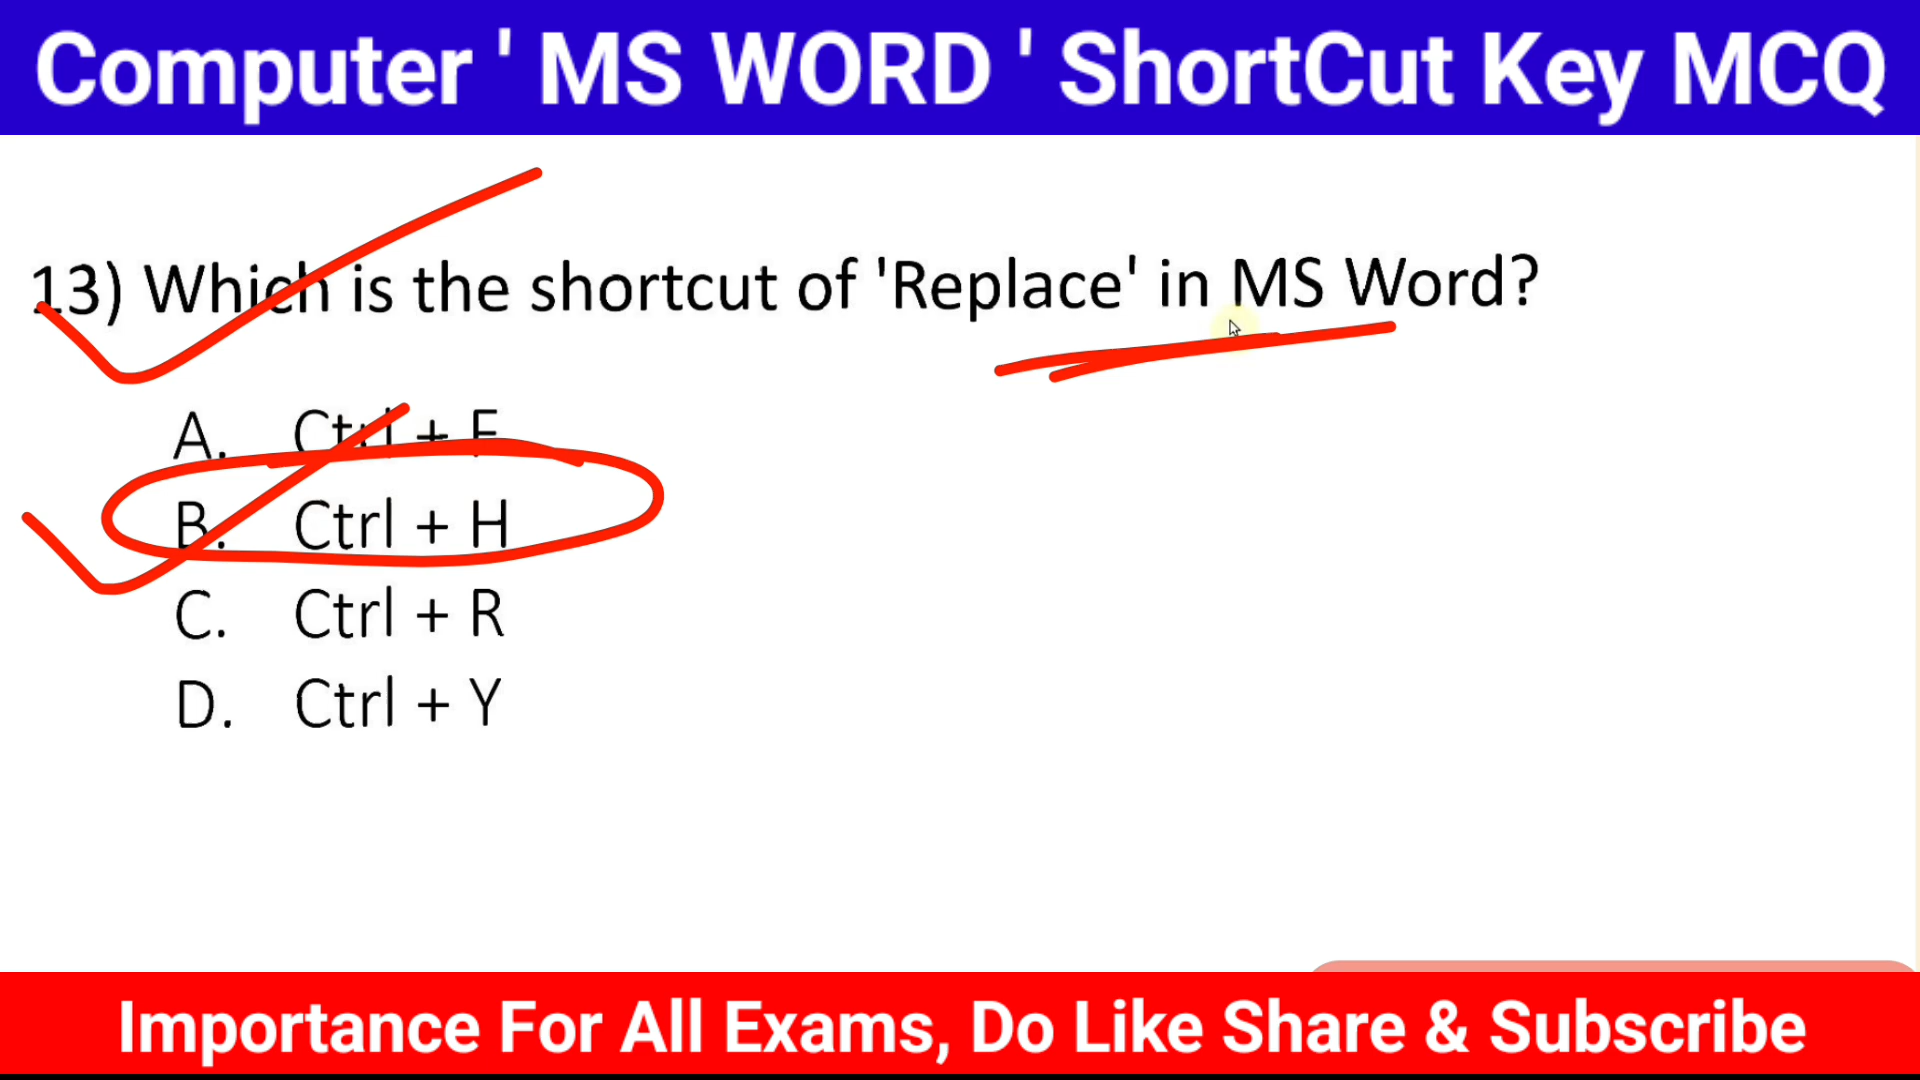 Computer ' MS WORD ' ShortCut Key MCQ
13) Which is the shortcut of 'Replace' in MS Word?
A. Ctrl + F
B. Ctrl + H
C. Ctrl + R
D. Ctrl + Y
Importance For All Exams, Do Like Share & Subscribe